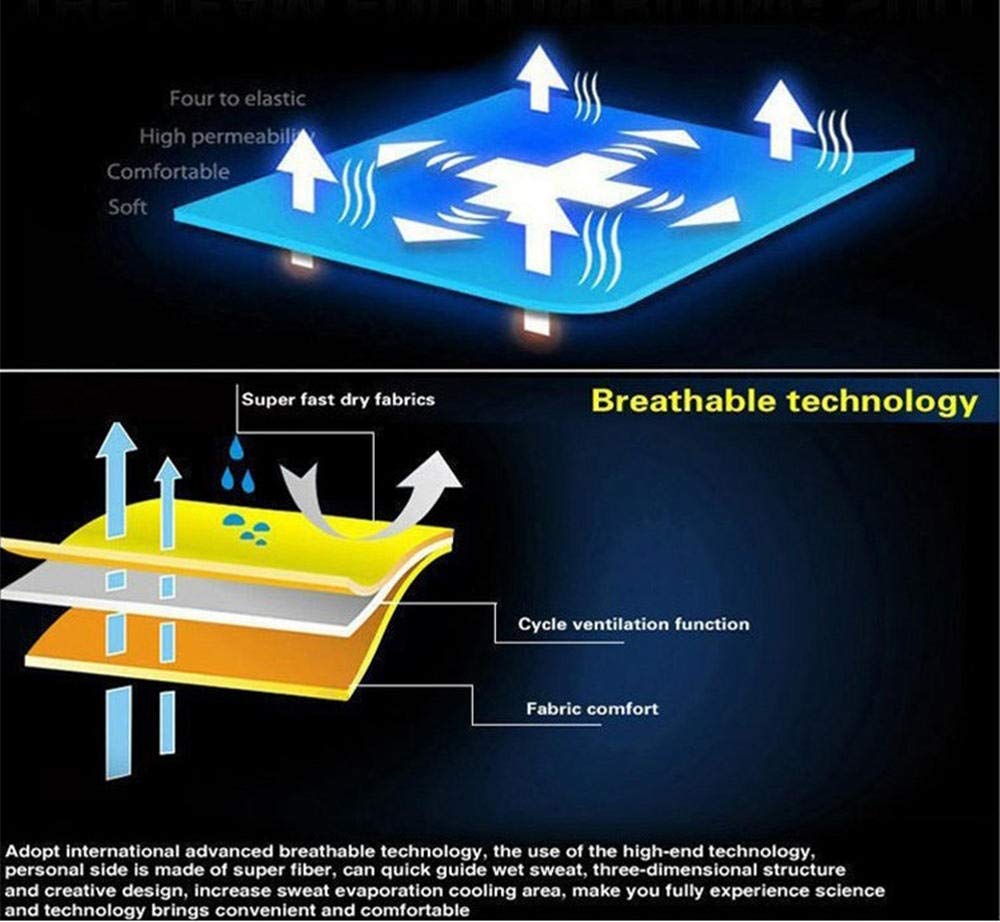 Four to elastic
High permeability
Comfortable
Soft
Breathable technology
Super fast dry fabrics
Cycle ventilation function
Fabric comfort
Adopt international advanced breathable technology, the use of the high-end technology,
personal side is made of super fiber, can quick guide wet sweat, three-dimensional structure
and creative design, increase sweat evaporation cooling area, make you fully experience science
and technology brings convenient and comfortable